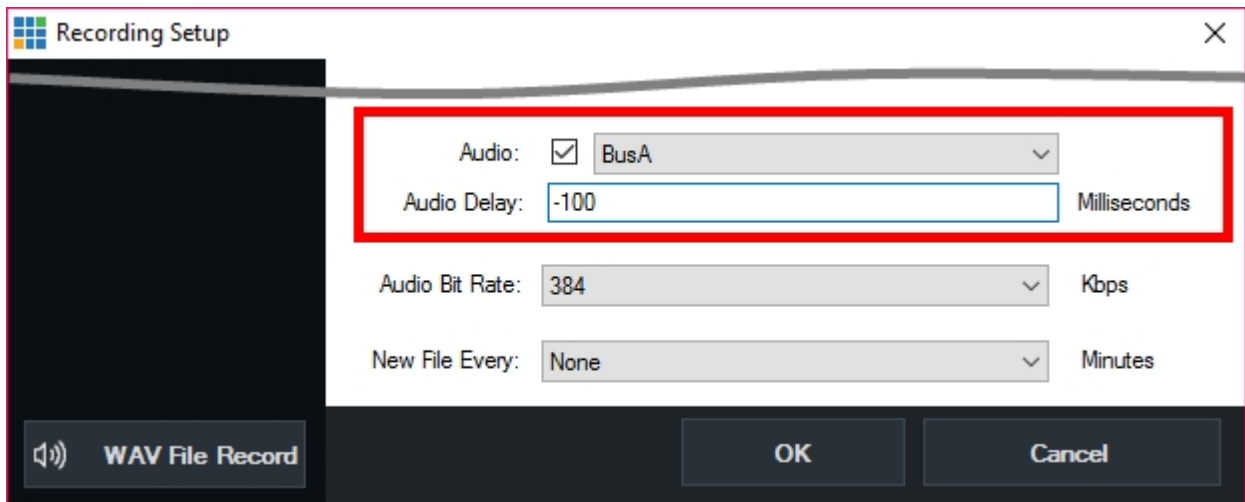 Recording Setup
Audio: BusA
Audio Delay: -100 Milliseconds
Audio Bit Rate: 384 Kbps
New File Every: None Minutes
WAV File Record OK Cancel